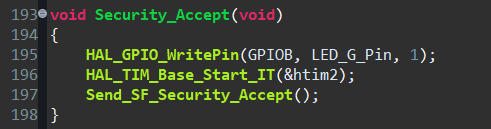 193 void Security_Accept(void)
194 {
195     HAL_GPIO_WritePin(GPIOB, LED_G_Pin, 1);
196     HAL_TIM_Base_Start_IT(&htim2);
197     Send_SF_Security_Accept();
198 }